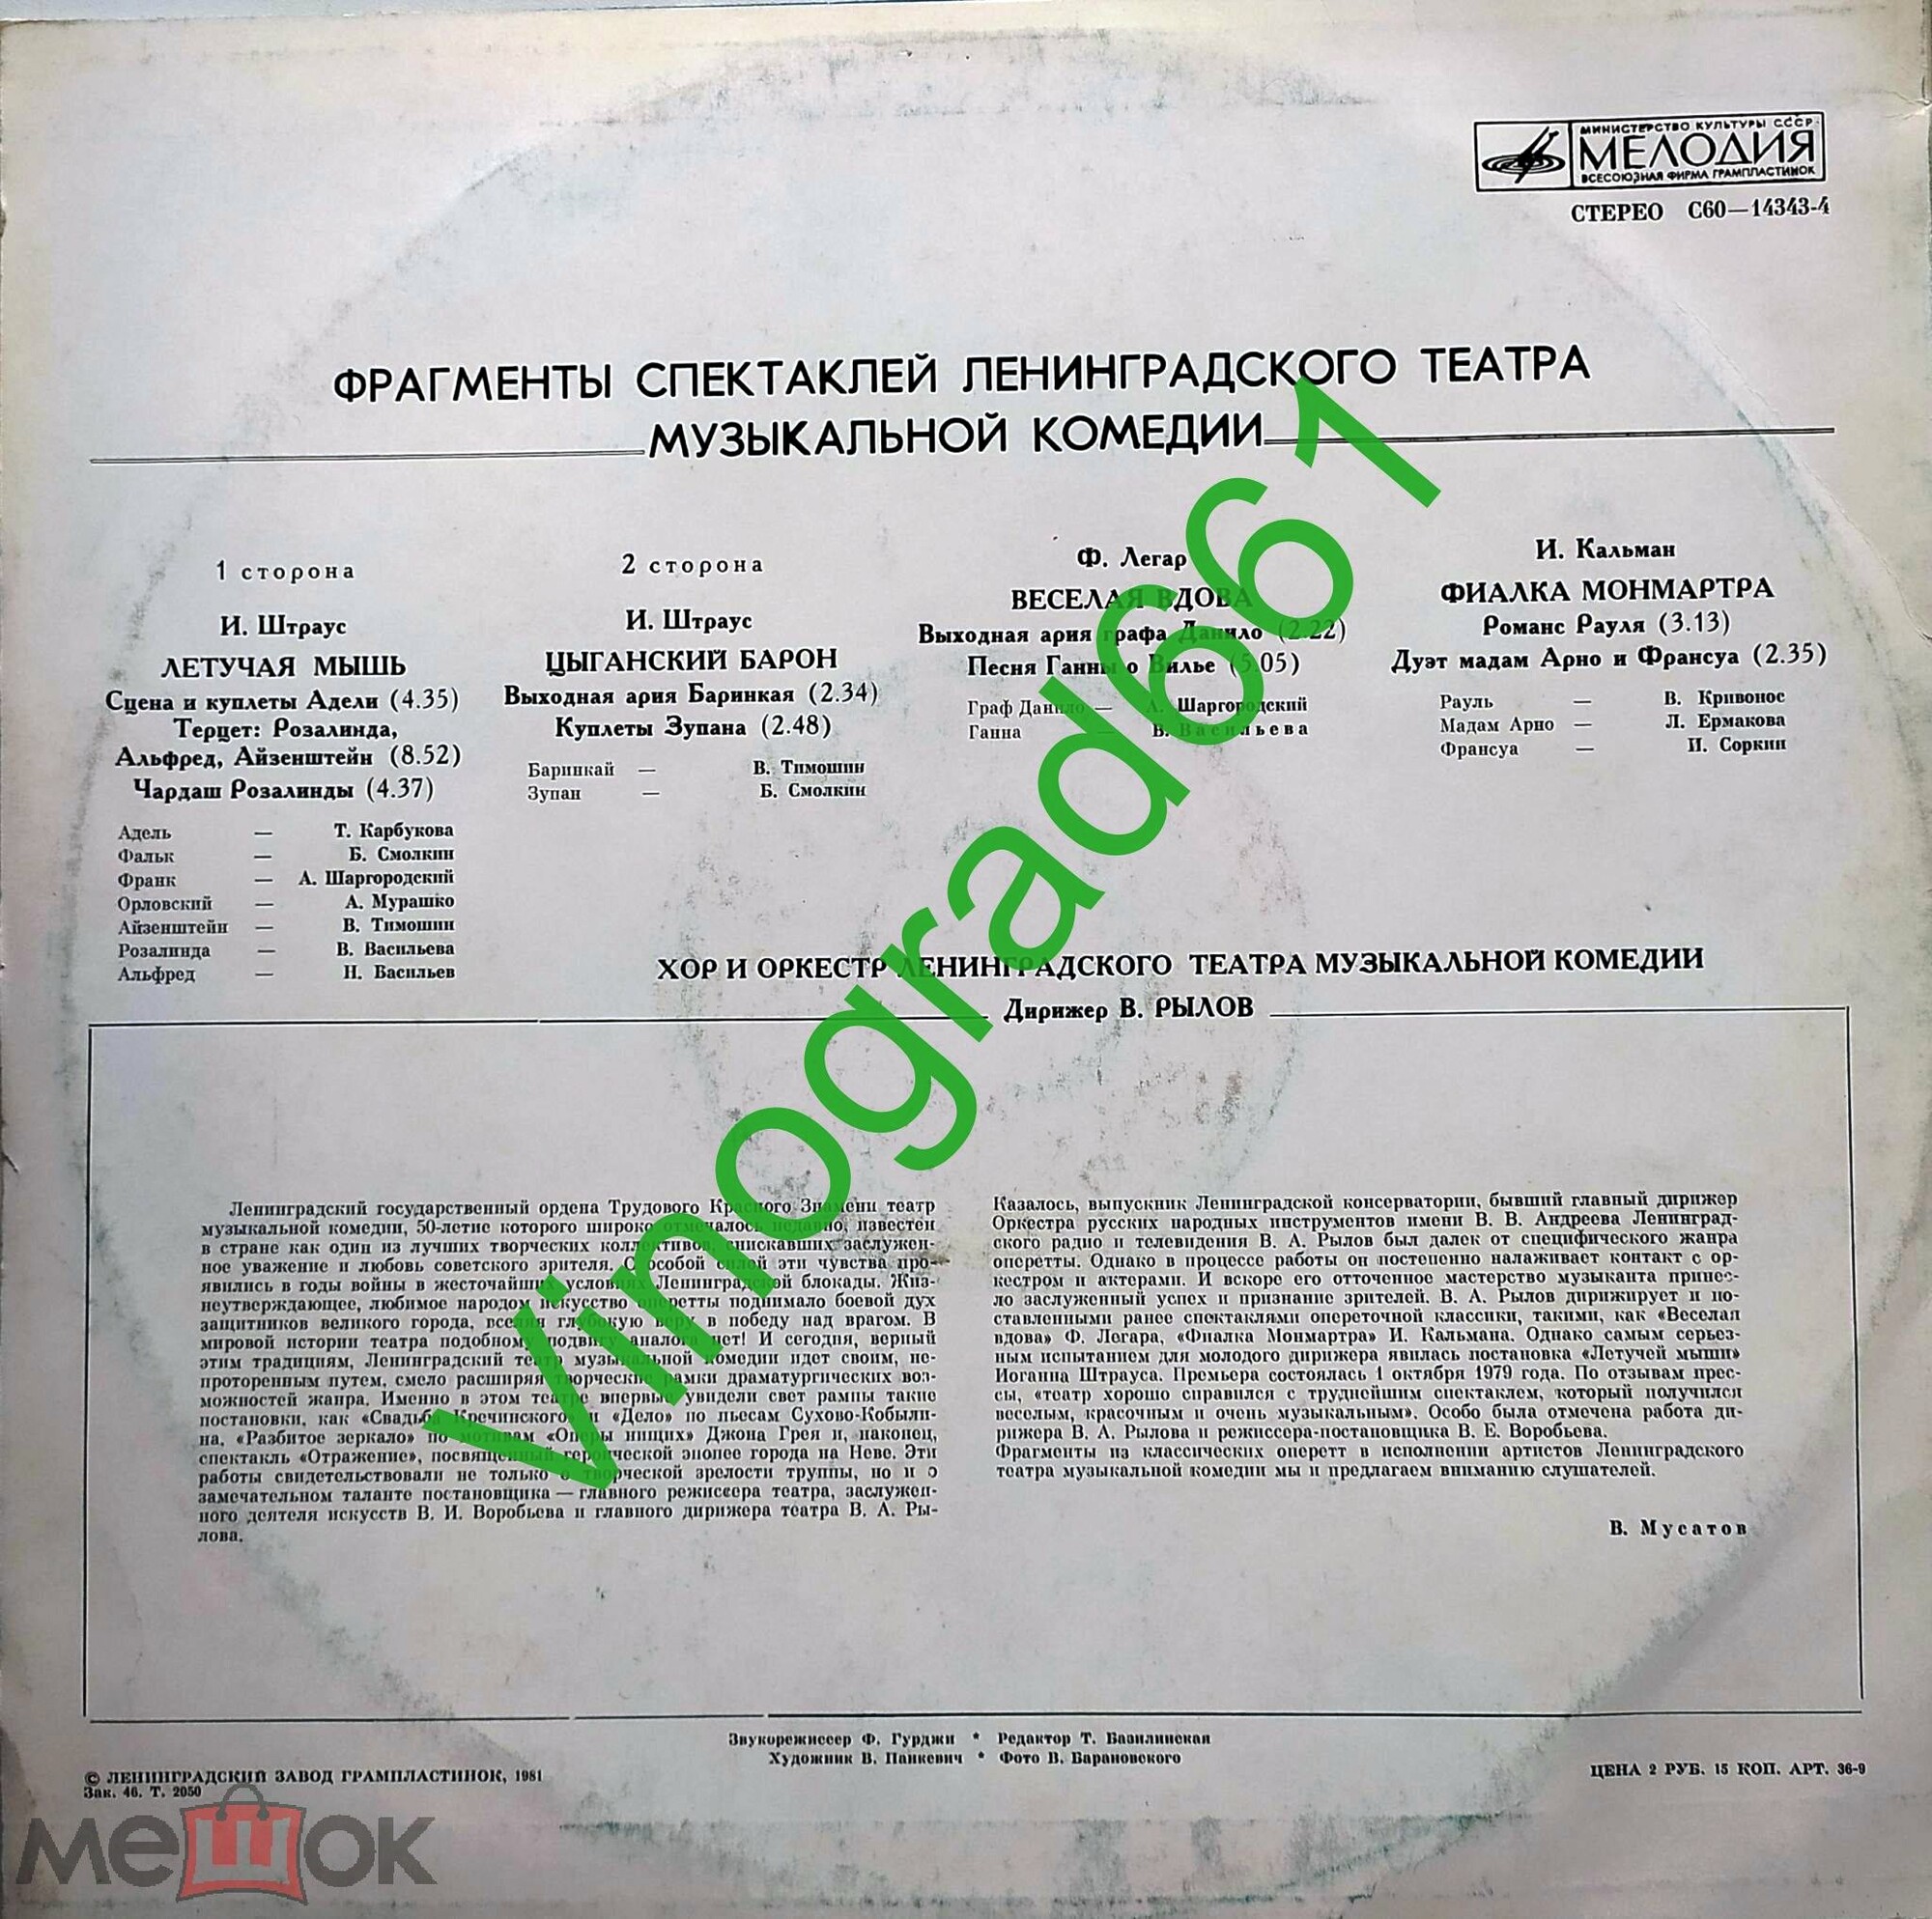 МИНИСТЕРСТВО КУЛЬТУРЫ СССР
МЕЛОДИЯ
ВСЕСОЮЗНАЯ ФИРМА ГРАМПЛАСТИНОК
СТЕРЕО С60—14343-4
ФРАГМЕНТЫ СПЕКТАКЛЕЙ ЛЕНИНГРАДСКОГО ТЕАТРА
МУЗЫКАЛЬНОЙ КОМЕДИИ
1 сторона
И. Штраус
ЛЕТУЧАЯ МЫШЬ
Сцена и куплеты Адели (4.35)
Терцет: Розалинда,
Альфред, Айзенштейн (8.52)
Чардаш Розалинды (4.37)
Адель — Т. Карбукова
Фальк — Б. Смолкин
Франк — А. Шаргородский
Орловский — А. Мурашко
Айзенштейн — В. Тимошин
Розалинда — В. Васильева
Альфред — Н. Васильев
2 сторона
И. Штраус
ЦЫГАНСКИЙ БАРОН
Выходная ария Баринкая (2.34)
Куплеты Зупана (2.48)
Баринкай — В. Тимошин
Зупан — Б. Смолкин
Ф. Легар
ВЕСЕЛАЯ ВДОВА
Выходная ария графа Данило (2.22)
Песня Ганны о Вилье (5.05)
Граф Данило — А. Шаргородский
Ганна — В. Васильева
И. Кальман
ФИАЛКА МОНМАРТРА
Романс Рауля (3.13)
Дуэт мадам Арно и Франсуа (2.35)
Рауль — В. Кривонос
Мадам Арно — Л. Ермакова
Франсуа — И. Соркин
ХОР И ОРКЕСТР ЛЕНИНГРАДСКОГО ТЕАТРА МУЗЫКАЛЬНОЙ КОМЕДИИ
Дирижер В. РЫЛОВ
Ленинградский государственный ордена Трудового Красного Знамени театр
музыкальной комедии, 50-летие которого широко отмечалось недавно, известен
в стране как один из лучших творческих коллективов, снискавших заслужен-
ное уважение и любовь советского зрителя. С особой силой эти чувства про-
явились в годы войны в жесточайших условиях Ленинградской блокады. Жиз-
неутверждающее, любимое народом искусство оперетты поднимало боевой дух
защитников великого города, вселяя глубокую веру в победу над врагом. В
мировой истории театра подобному подвигу аналога нет! И сегодня, верный
этим традициям, Ленинградский театр музыкальной комедии идет своим, не-
проторенным путем, смело расширяя творческие рамки драматургических воз-
можностей жанра. Именно в этом театре впервые увидели свет рампы такие
постановки, как «Свадьба Кречинского» и «Дело» по пьесам Сухово-Кобыли-
на, «Разбитое зеркало» по мотивам «Оперы нищих» Джона Грея и, наконец,
спектакль «Отражение», посвященный героической эпопее города на Неве. Эти
работы свидетельствовали не только о творческой зрелости труппы, но и о
замечательном таланте постановщика — главного режиссера театра, заслужен-
ного деятеля искусств В. И. Воробьева и главного дирижера театра В. А. Ры-
лова.
Казалось, выпускник Ленинградской консерватории, бывший главный дирижер
Оркестра русских народных инструментов имени В. В. Андреева Ленинград-
ского радио и телевидения В. А. Рылов был далек от специфического жанра
оперетты. Однако в процессе работы он постепенно налаживает контакт с ор-
кестром и актерами. И вскоре его отточенное мастерство музыканта принес-
ло заслуженный успех и признание зрителей. В. А. Рылов дирижирует и по-
ставленными ранее спектаклями опереточной классики, такими, как «Веселая
вдова» Ф. Легара, «Фиалка Монмартра» И. Кальмана. Однако самым серьез-
ным испытанием для молодого дирижера явилась постановка «Летучей мыши»
Иоганна Штрауса. Премьера состоялась 1 октября 1979 года. По отзывам прес-
сы, «театр хорошо справился с труднейшим спектаклем, который получился
веселым, красочным и очень музыкальным». Особо была отмечена работа ди-
рижера В. А. Рылова и режиссера-постановщика В. Е. Воробьева.
Фрагменты из классических оперетт в исполнении артистов Ленинградского
театра музыкальной комедии мы и предлагаем вниманию слушателей.
В. Мусатов
Звукорежиссер Ф. Гурджи * Редактор Т. Базилинская
Художник В. Панкевич * Фото В. Барановского
© ЛЕНИНГРАДСКИЙ ЗАВОД ГРАМПЛАСТИНОК, 1981
Зак. 46. Т. 2050
ЦЕНА 2 РУБ. 15 КОП. АРТ. 36-9
Vinograd661
мешок